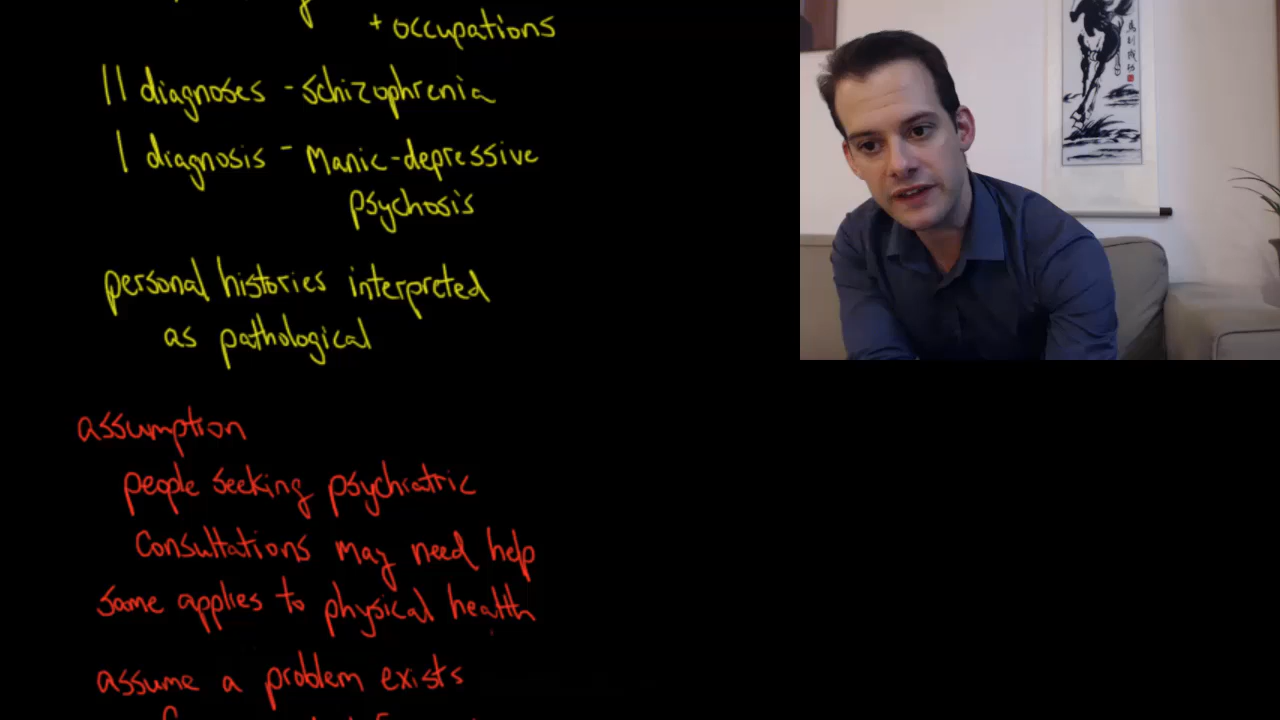 + occupations
11 diagnoses - schizophrenia
1 diagnosis - Manic-depressive
psychosis
personal histories interpreted
as pathological
assumption
people seeking psychiatric
Consultations may need help
same applies to physical health
assume a problem exists